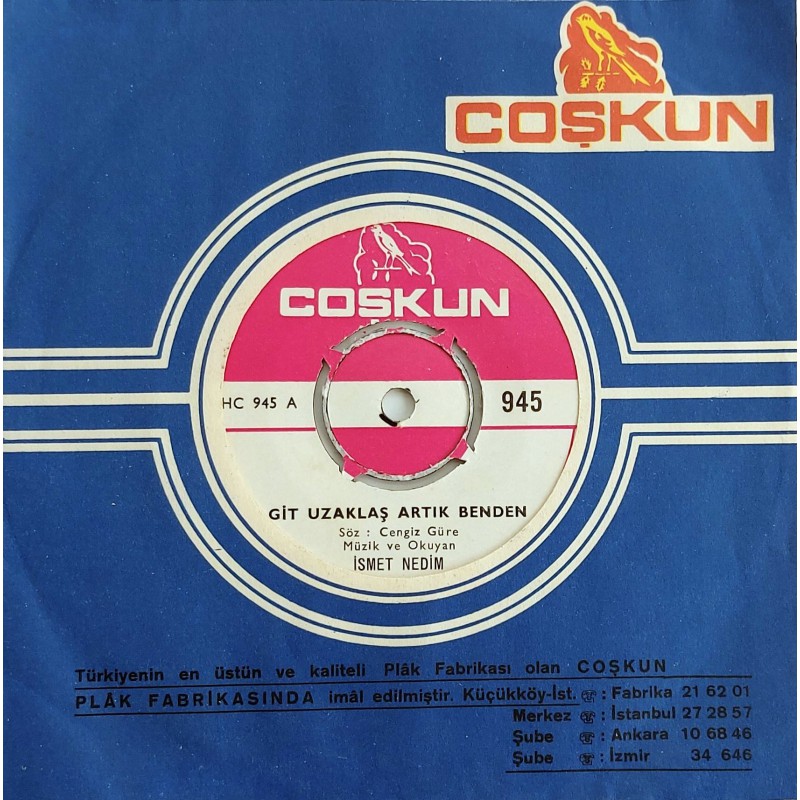 COŞKUN
COŞKUN
HC 945 A
945
GİT UZAKLAŞ ARTIK BENDEN
Söz : Cengiz Güre
Müzik ve Okuyan
İSMET NEDİM
Türkiyenin en üstün ve kaliteli Plâk Fabrikası olan COŞKUN
PLÂK FABRİKASINDA imâl edilmiştir. Küçükköy-İst. ☎ : Fabrika 21 62 01
Merkez ☎ : İstanbul 27 28 57
Şube ☎ : Ankara 10 68 46
Şube ☎ : İzmir 34 646